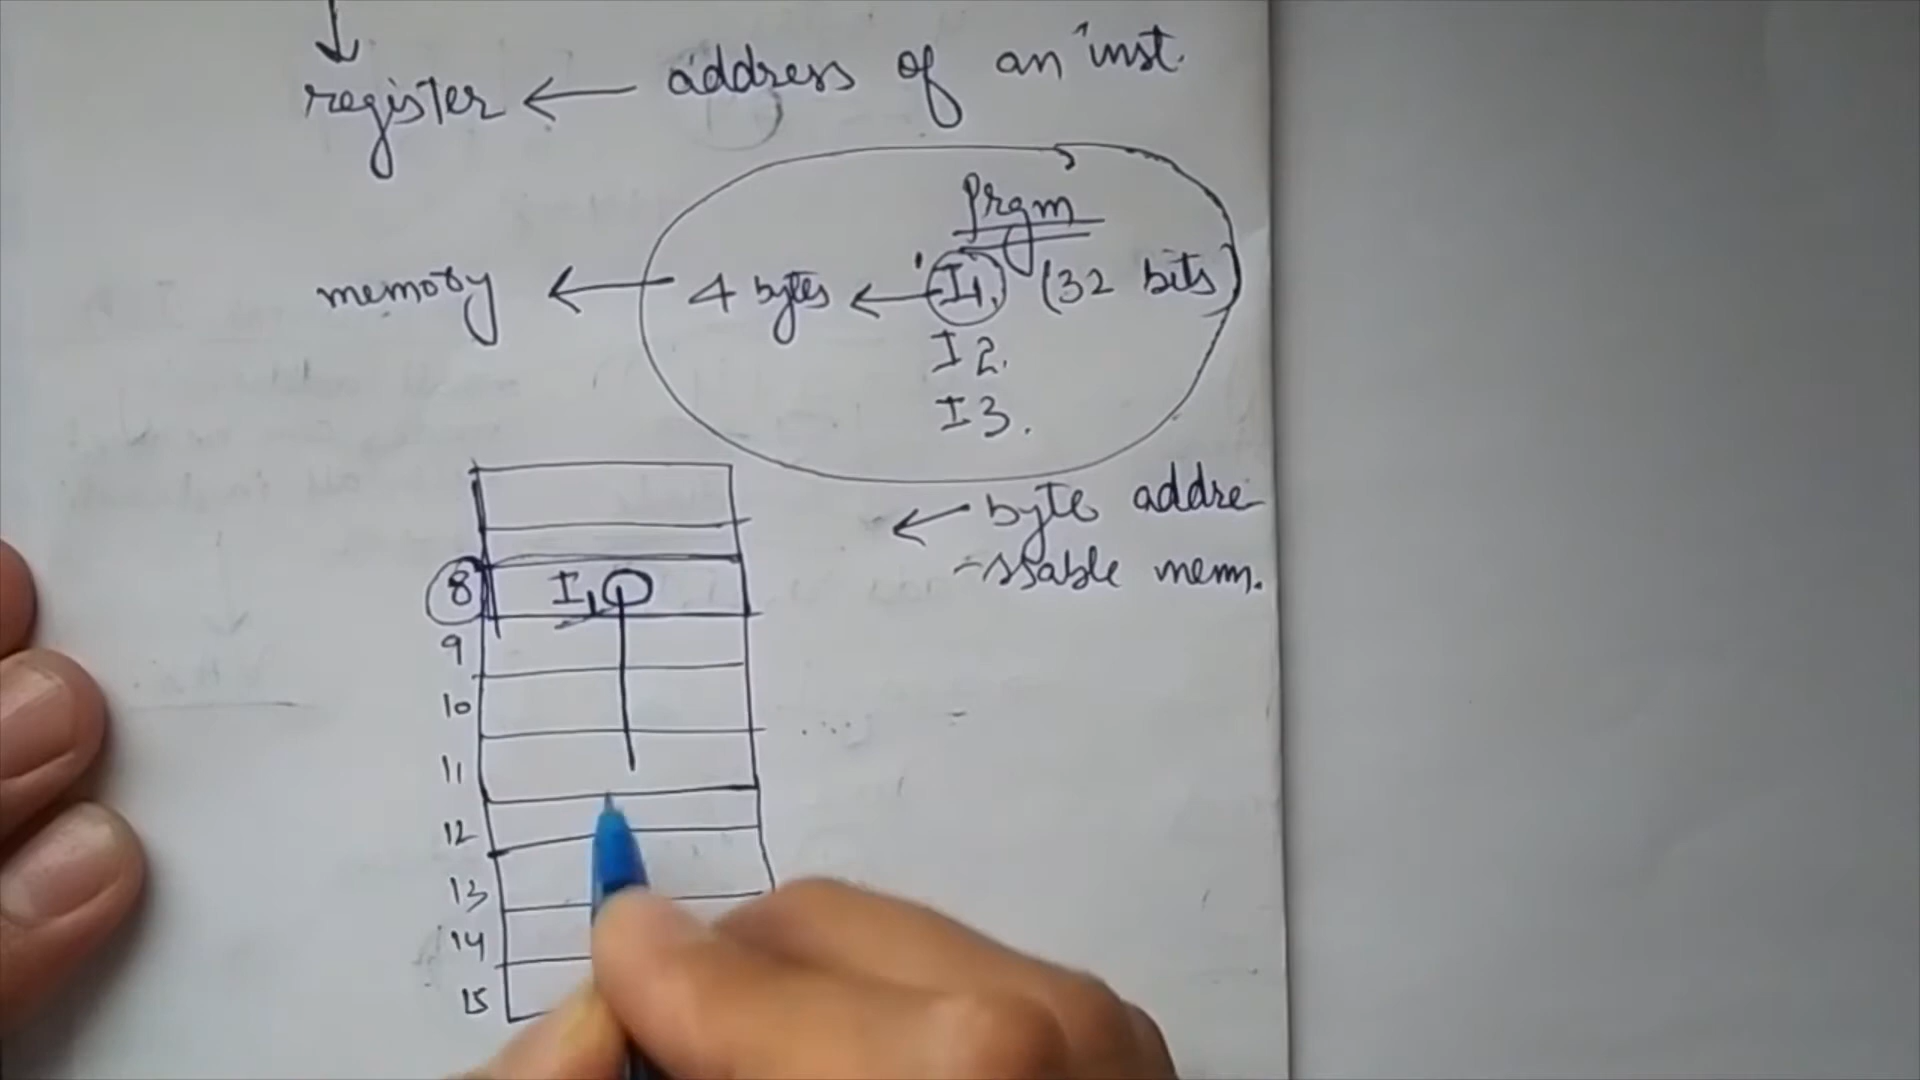 register ← address of an inst.
Prgm
memory ← 4 bytes ← I1. (32 bits)
I2.
I3.
← byte addre
-ssable mem.
8 I1
9
10
11
12
13
14
15